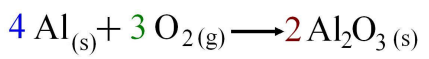 4 Al(s) + 3 O₂(g) ⟶ 2 Al₂O₃ (s)